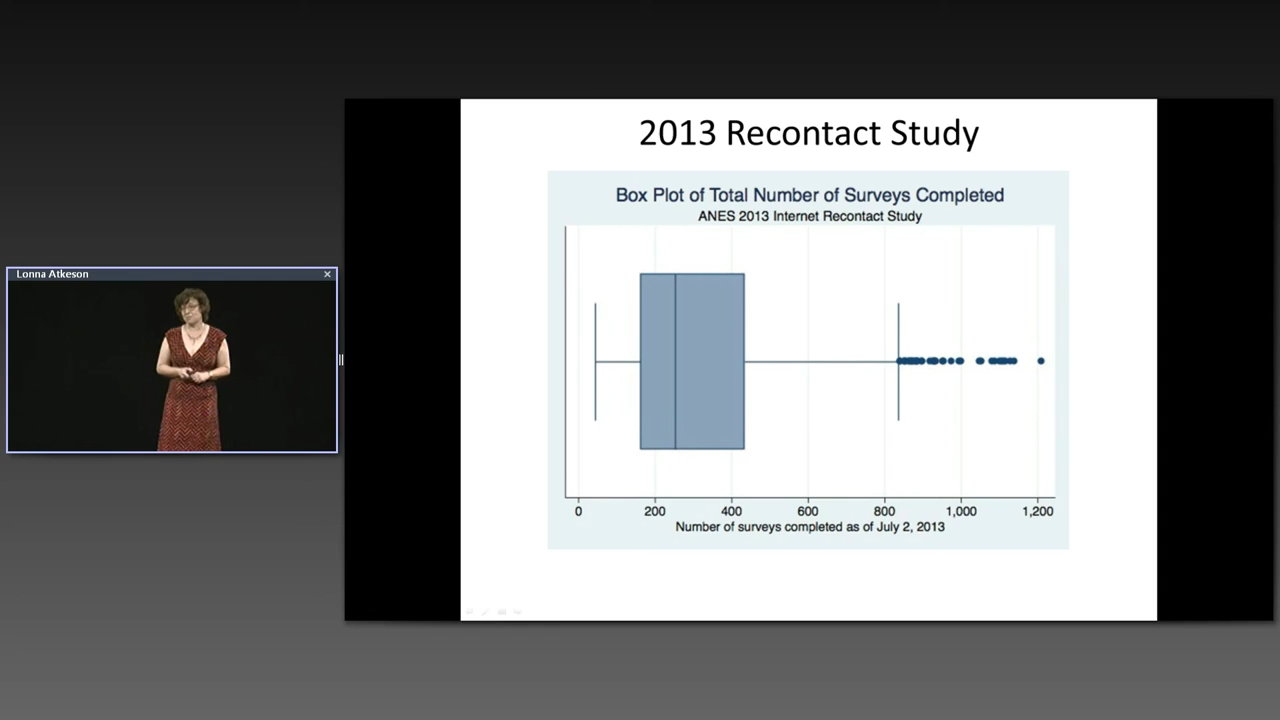 2013 Recontact Study
Box Plot of Total Number of Surveys Completed
ANES 2013 Internet Recontact Study
Lonna Atkeson
0 200 400 600 800 1,000 1,200
Number of surveys completed as of July 2, 2013